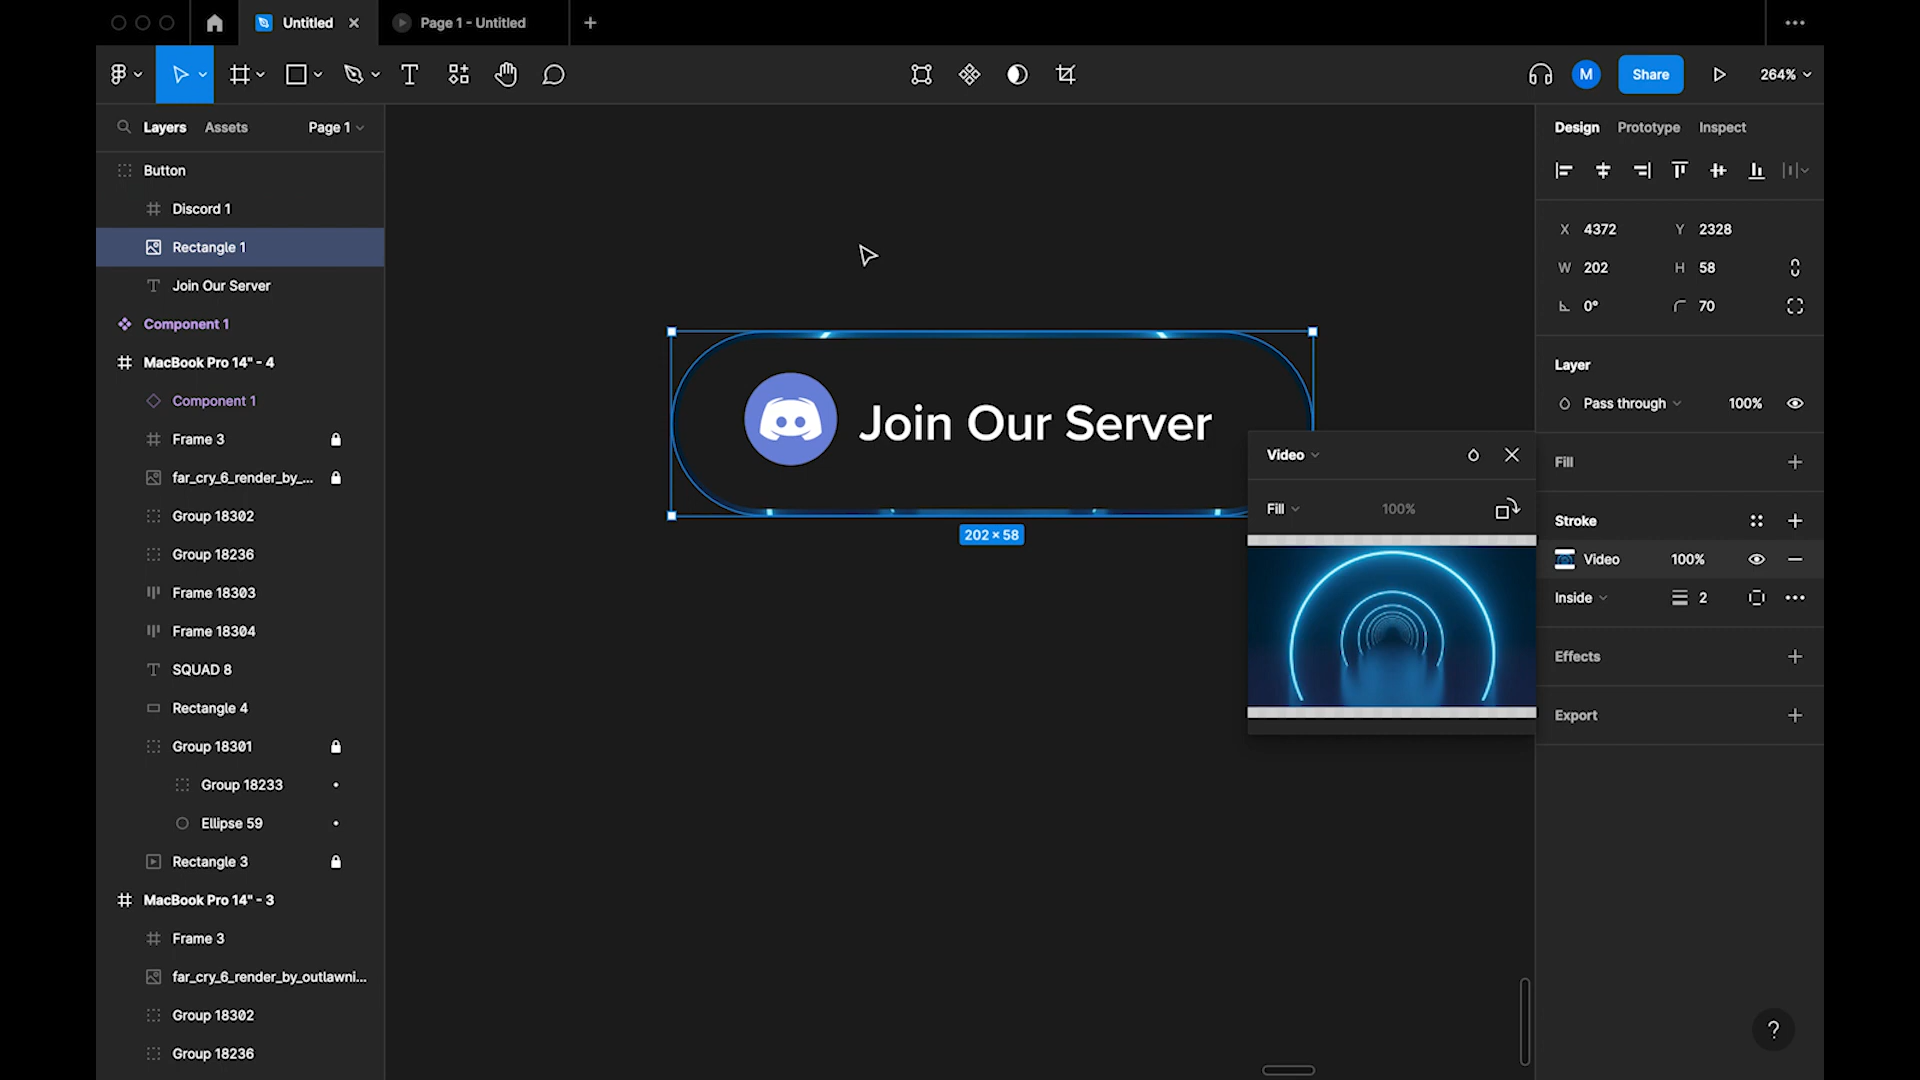 Untitled
Page 1 - Untitled
M
Share
264%
Layers
Assets
Page 1
Design
Prototype
Inspect
Button
Discord 1
Rectangle 1
Join Our Server
Component 1
MacBook Pro 14" - 4
Component 1
Frame 3
far_cry_6_render_by_...
Group 18302
Group 18236
Frame 18303
Frame 18304
SQUAD 8
Rectangle 4
Group 18301
Group 18233
Ellipse 59
Rectangle 3
MacBook Pro 14" - 3
Frame 3
far_cry_6_render_by_outlawni...
Group 18302
Group 18236
Join Our Server
202 × 58
Video
Fill
100%
X 4372
Y 2328
W 202
H 58
0°
70
Layer
Pass through
100%
Fill
Stroke
Video
100%
Inside
2
Effects
Export
?